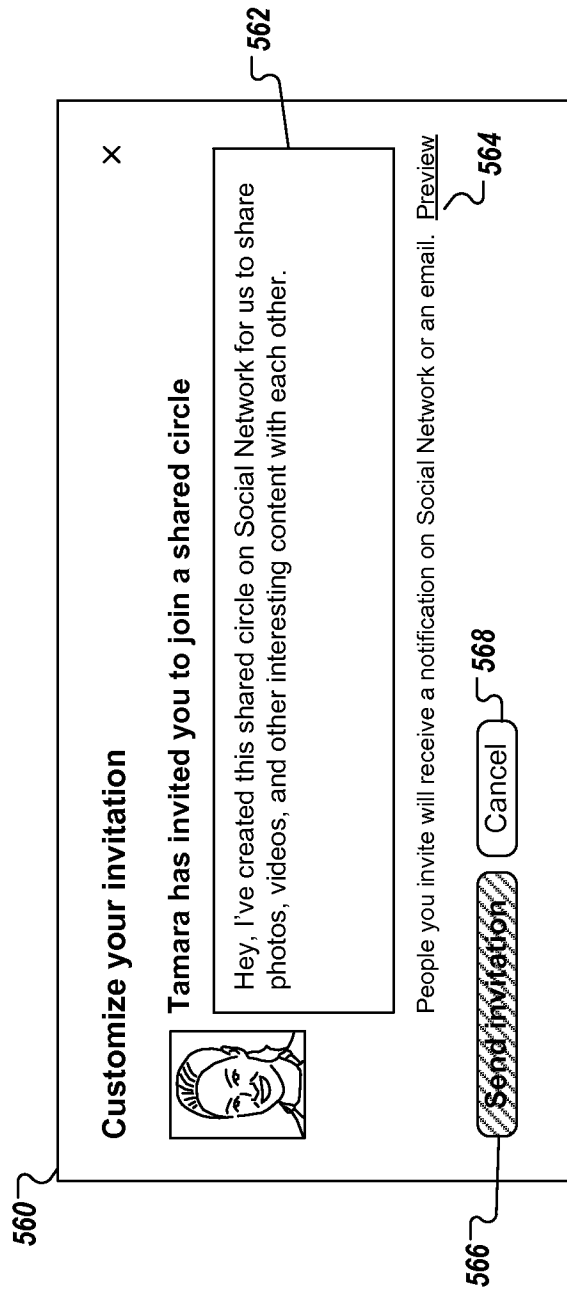 560
Customize your invitation
×
Tamara has invited you to join a shared circle
Hey, I've created this shared circle on Social Network for us to share
photos, videos, and other interesting content with each other.
562
People you invite will receive a notification on Social Network or an email. Preview
564
Send invitation
Cancel
566
568